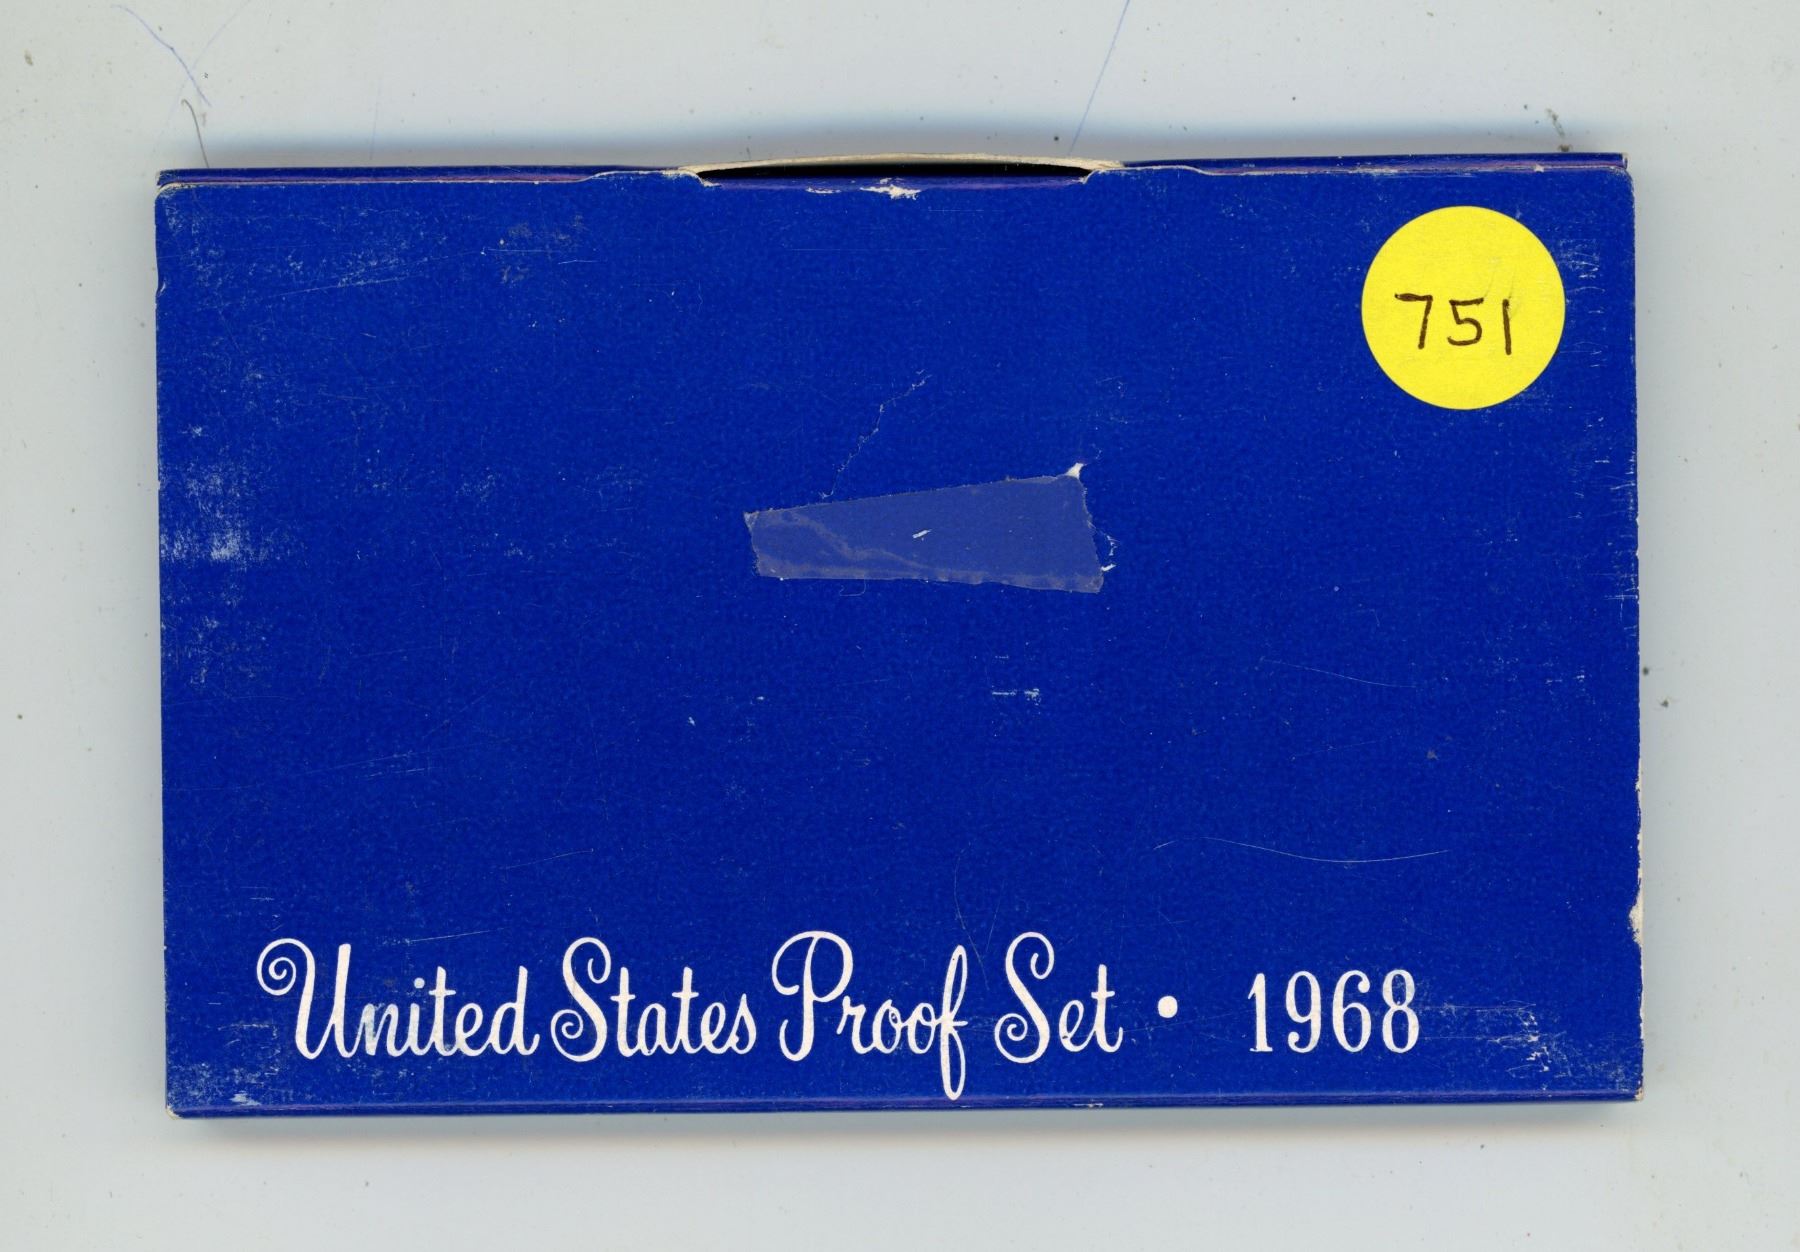 751
United States Proof Set • 1968